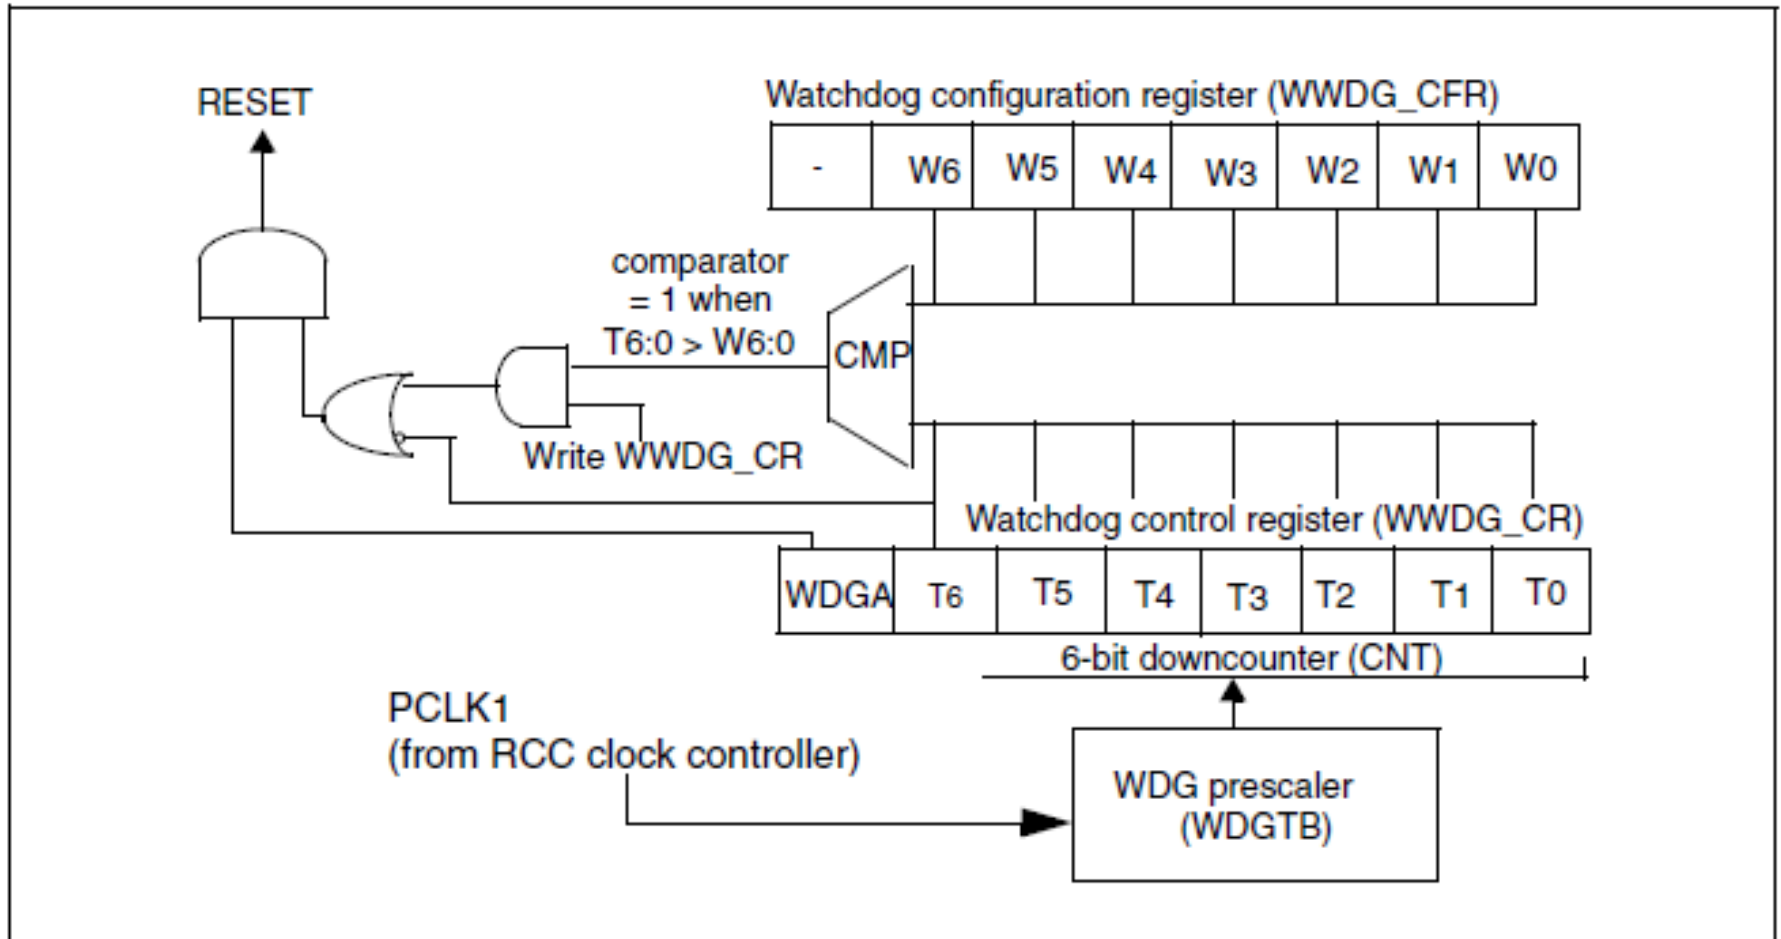 RESET
Watchdog configuration register (WWDG_CFR)
- W6 W5 W4 W3 W2 W1 W0
comparator
= 1 when
T6:0 > W6:0
CMP
Write WWDG_CR
Watchdog control register (WWDG_CR)
WDGA T6 T5 T4 T3 T2 T1 T0
6-bit downcounter (CNT)
PCLK1
(from RCC clock controller)
WDG prescaler
(WDGTB)